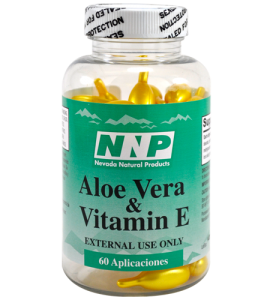 SEALED FOR
PROTECTION
NNP
Nevada Natural Products
Aloe Vera
&
Vitamin E
EXTERNAL USE ONLY
60 Aplicaciones